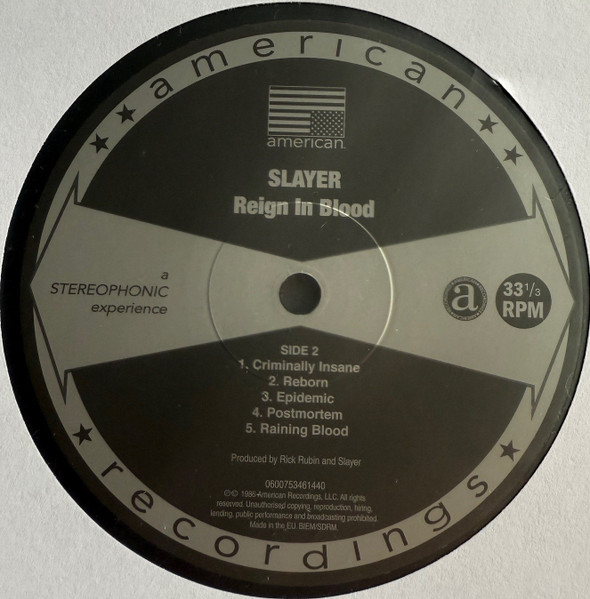 american
american
SLAYER
Reign In Blood
a
STEREOPHONIC
experience
a
33 1/3
RPM
SIDE 2
1. Criminally Insane
2. Reborn
3. Epidemic
4. Postmortem
5. Raining Blood
Produced by Rick Rubin and Slayer
0600753461440
℗© 1986 American Recordings, LLC. All rights
reserved. Unauthorised copying, reproduction, hiring,
lending, public performance and broadcasting prohibited.
Made in the EU. BIEM/SDRM.
recordings